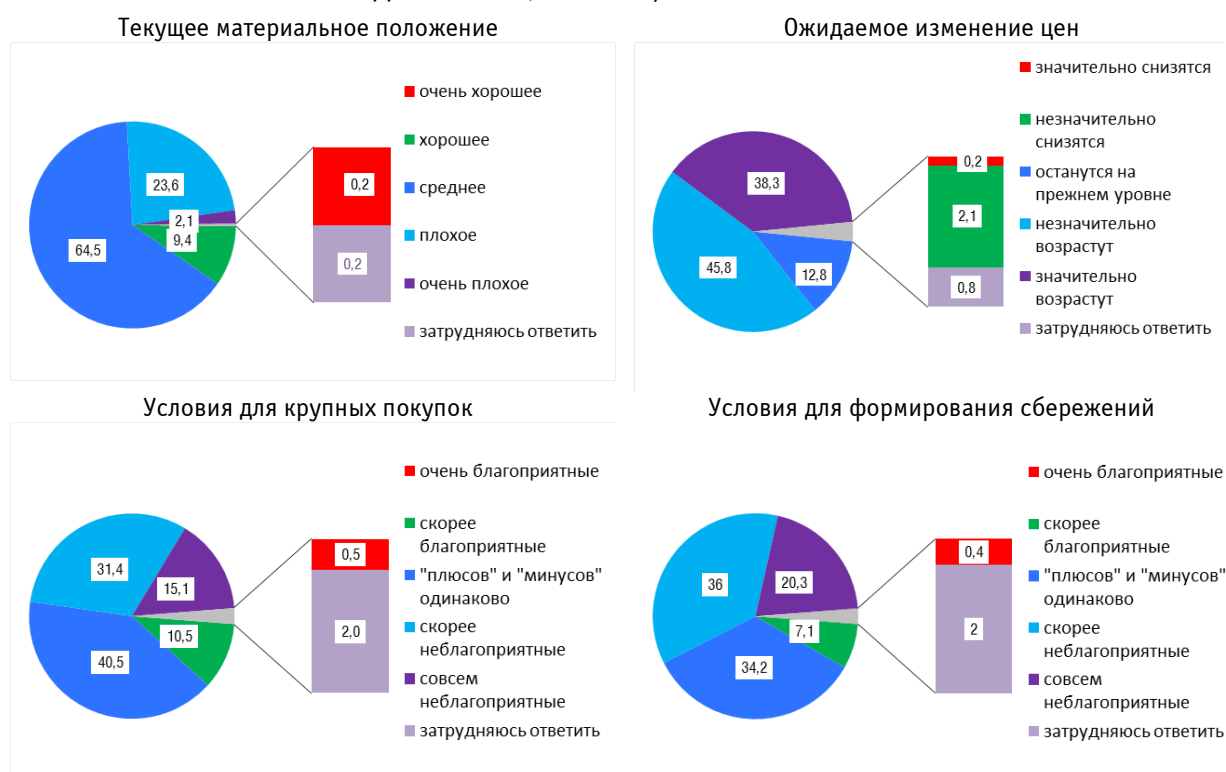 Текущее материальное положение
очень хорошее
хорошее
среднее
плохое
очень плохое
затрудняюсь ответить
23,6
2,1
9,4
64,5
0,2
0,2
Ожидаемое изменение цен
значительно снизятся
незначительно
снизятся
останутся на
прежнем уровне
незначительно
возрастут
значительно
возрастут
затрудняюсь ответить
38,3
45,8
12,8
0,2
2,1
0,8
Условия для крупных покупок
очень благоприятные
скорее
благоприятные
"плюсов" и "минусов"
одинаково
скорее
неблагоприятные
совсем
неблагоприятные
затрудняюсь ответить
31,4
15,1
10,5
40,5
0,5
2,0
Условия для формирования сбережений
очень благоприятные
скорее
благоприятные
"плюсов" и "минусов"
одинаково
скорее
неблагоприятные
совсем
неблагоприятные
затрудняюсь ответить
36
20,3
7,1
34,2
0,4
2